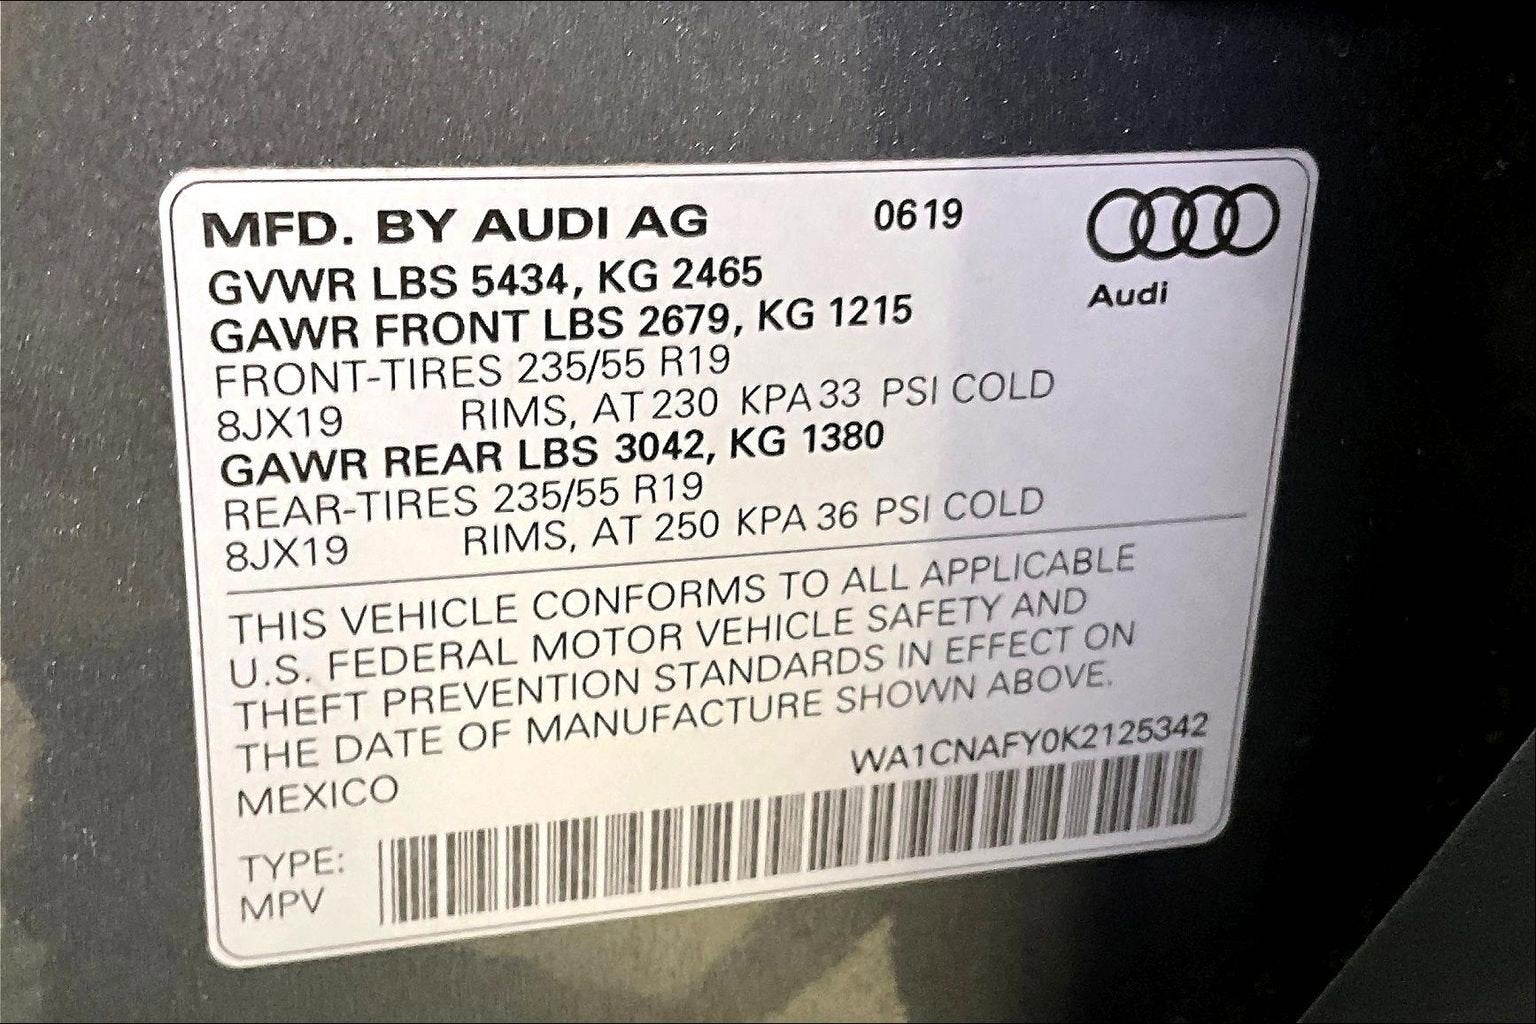 MFD. BY AUDI AG 0619
Audi
GVWR LBS 5434, KG 2465
GAWR FRONT LBS 2679, KG 1215
FRONT-TIRES 235/55 R19
8JX19 RIMS, AT 230 KPA 33 PSI COLD
GAWR REAR LBS 3042, KG 1380
REAR-TIRES 235/55 R19
8JX19 RIMS, AT 250 KPA 36 PSI COLD
THIS VEHICLE CONFORMS TO ALL APPLICABLE
U.S. FEDERAL MOTOR VEHICLE SAFETY AND
THEFT PREVENTION STANDARDS IN EFFECT ON
THE DATE OF MANUFACTURE SHOWN ABOVE.
WA1CNAFY0K2125342
MEXICO
TYPE:
MPV